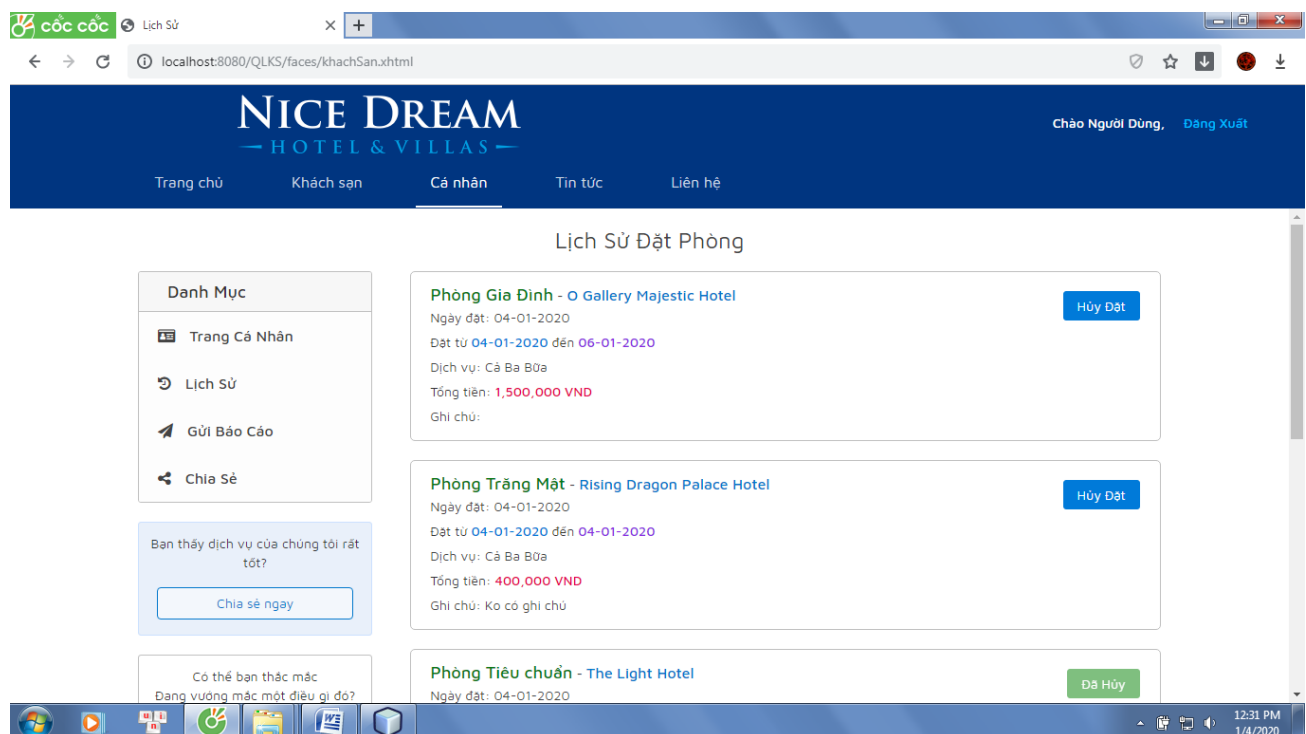 cốc cốc
Lịch Sử
localhost:8080/QLKS/faces/khachSan.xhtml
NICE DREAM
HOTEL & VILLAS
Chào Người Dùng, Đăng Xuất
Trang chủ Khách sạn Cá nhân Tin tức Liên hệ
Lịch Sử Đặt Phòng
Danh Mục
Trang Cá Nhân
Lịch Sử
Gửi Báo Cáo
Chia Sẻ
Bạn thấy dịch vụ của chúng tôi rất
tốt?
Chia sẻ ngay
Có thể bạn thắc mắc
Đang vướng mắc một điều gì đó?
Phòng Gia Đình - O Gallery Majestic Hotel
Hủy Đặt
Ngày đặt: 04-01-2020
Đặt từ 04-01-2020 đến 06-01-2020
Dịch vụ: Cả Ba Bữa
Tổng tiền: 1,500,000 VND
Ghi chú:
Phòng Trăng Mật - Rising Dragon Palace Hotel
Hủy Đặt
Ngày đặt: 04-01-2020
Đặt từ 04-01-2020 đến 04-01-2020
Dịch vụ: Cả Ba Bữa
Tổng tiền: 400,000 VND
Ghi chú: Ko có ghi chú
Phòng Tiêu chuẩn - The Light Hotel
Đã Hủy
Ngày đặt: 04-01-2020
12:31 PM
1/4/2020